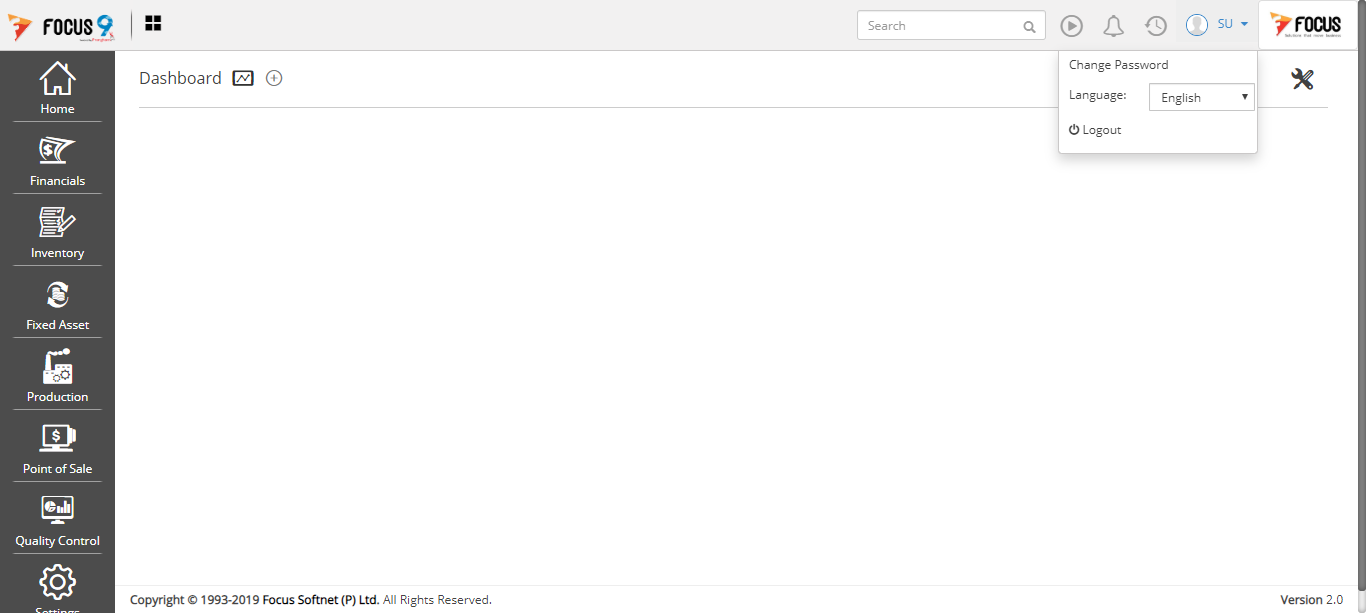 FOCUS 9
Search
SU
FOCUS
Dashboard
Change Password
Language:
English
Logout
Home
Financials
Inventory
Fixed Asset
Production
Point of Sale
Quality Control
Settings
Copyright © 1993-2019 Focus Softnet (P) Ltd. All Rights Reserved.
Version 2.0